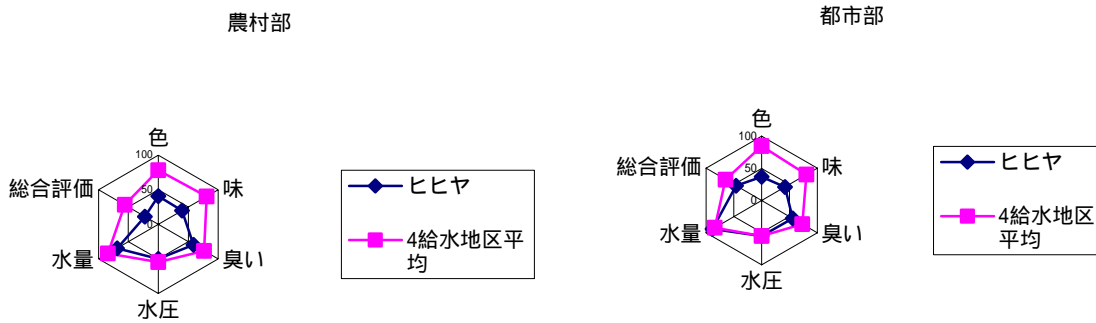 農村部
色
100
50
0
味
臭い
水圧
水量
総合評価
ヒヒヤ
4給水地区平
均
都市部
色
100
50
0
味
臭い
水圧
水量
総合評価
ヒヒヤ
4給水地区
平均